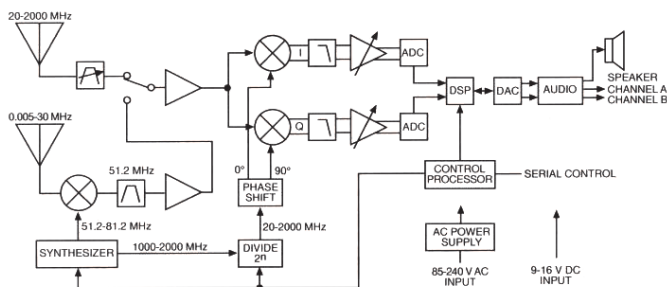 20-2000 MHz
0.005-30 MHz
51.2 MHz
51.2-81.2 MHz
SYNTHESIZER
1000-2000 MHz
DIVIDE
2n
20-2000 MHz
PHASE
SHIFT
0°
90°
I
Q
ADC
ADC
DSP
DAC
AUDIO
SPEAKER
CHANNEL A
CHANNEL B
CONTROL
PROCESSOR
SERIAL CONTROL
AC POWER
SUPPLY
85-240 V AC
INPUT
9-16 V DC
INPUT